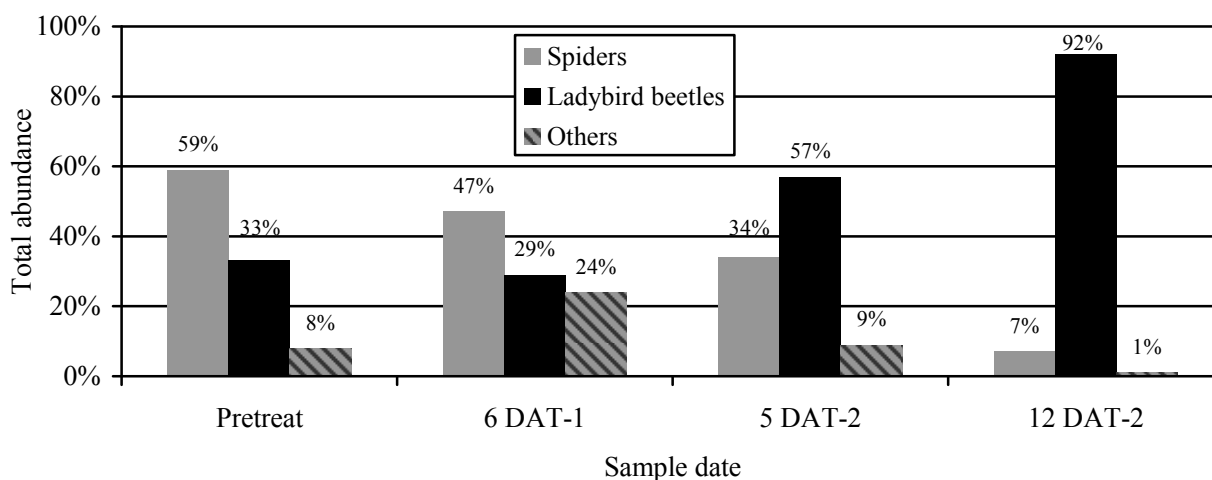 100%
80%
60%
40%
20%
0%
Total abundance
Spiders
Ladybird beetles
Others
59%
33%
8%
47%
29%
24%
34%
57%
9%
7%
92%
1%
Pretreat
6 DAT-1
5 DAT-2
12 DAT-2
Sample date